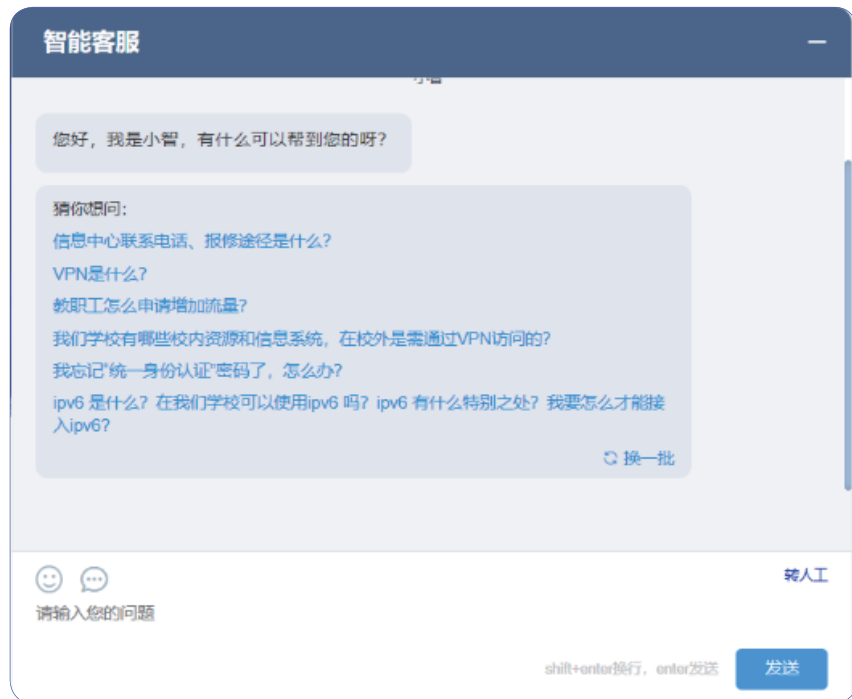 智能客服
您好，我是小智，有什么可以帮到您的呀？
猜你想问：
信息中心联系电话、报修途径是什么？
VPN是什么？
教职工怎么申请增加流量？
我们学校有哪些校内资源和信息系统，在校外是需通过VPN访问的？
我忘记"统一身份认证"密码了，怎么办？
ipv6 是什么？在我们学校可以使用ipv6 吗？ipv6 有什么特别之处？我要怎么才能接
入ipv6?
换一批
转人工
请输入您的问题
shift+enter换行，enter发送
发送